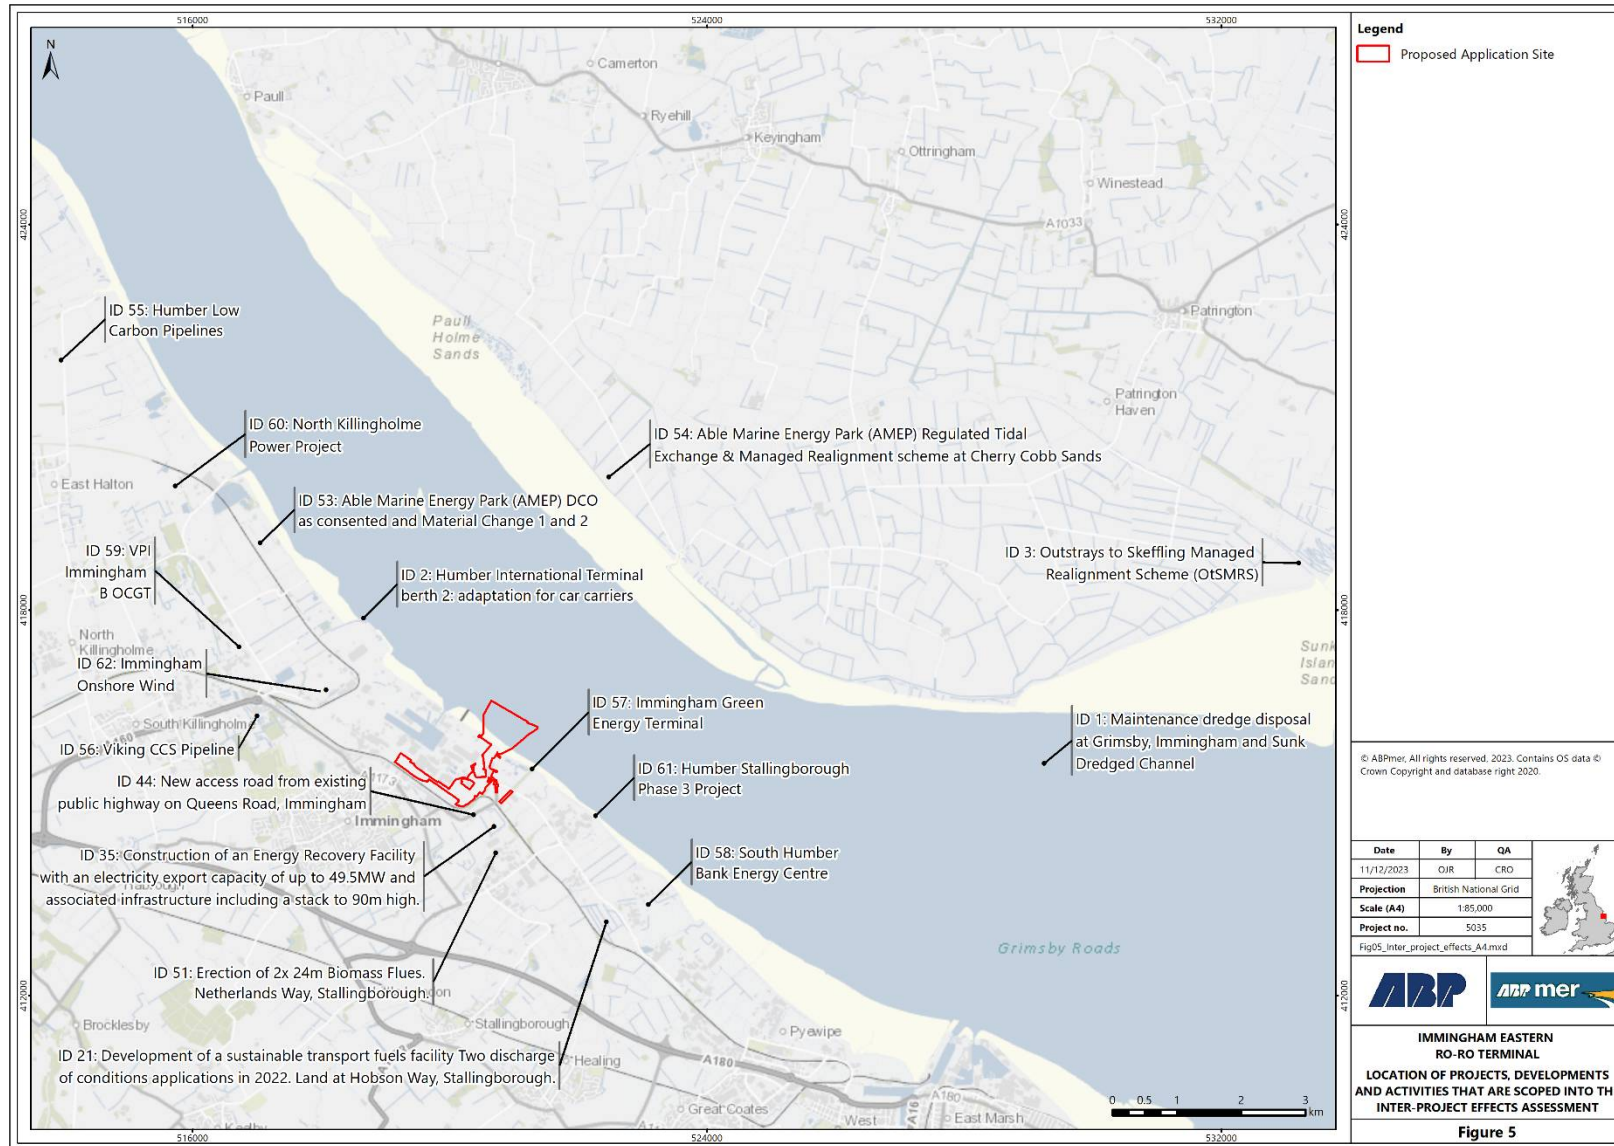 516000
524000
532000
N
Camerton
Paull
Ryehill
Keyingham
Ottringham
Winestead
424000
424000
A1033
ID 55: Humber Low
Carbon Pipelines
Paull
Holme
Sands
Patrington
Patrington
Haven
ID 60: North Killingholme
Power Project
ID 54: Able Marine Energy Park (AMEP) Regulated Tidal
Exchange & Managed Realignment scheme at Cherry Cobb Sands
East Halton
ID 53: Able Marine Energy Park (AMEP) DCO
as consented and Material Change 1 and 2
ID 59: VPI
Immingham
B OCGT
ID 3: Outstrays to Skeffling Managed
Realignment Scheme (OtSMRS)
ID 2: Humber International Terminal
berth 2: adaptation for car carriers
418000
418000
North
Killingholme
Sunk
Islan
Sand
ID 62: Immingham
Onshore Wind
ID 57: Immingham Green
Energy Terminal
South Killingholme
A160
ID 56: Viking CCS Pipeline
ID 1: Maintenance dredge disposal
at Grimsby, Immingham and Sunk
Dredged Channel
ID 61: Humber Stallingborough
Phase 3 Project
A1173
ID 44: New access road from existing
public highway on Queens Road, Immingham
Immingham
ID 35: Construction of an Energy Recovery Facility
with an electricity export capacity of up to 49.5MW and
associated infrastructure including a stack to 90m high.
ID 58: South Humber
Bank Energy Centre
Grimsby Roads
ID 51: Erection of 2x 24m Biomass Flues.
Netherlands Way, Stallingborough.
412000
412000
Brocklesby
Stallingborough
Pyewipe
ID 21: Development of a sustainable transport fuels facility Two discharge
of conditions applications in 2022. Land at Hobson Way, Stallingborough.
Healing
A180
A180
Great Coates
West
East Marsh
0 0.5 1 2 3
km
516000
524000
532000
Legend
Proposed Application Site
© ABPmer, All rights reserved, 2023. Contains OS data ©
Crown Copyright and database right 2020.
Date By QA
11/12/2023 OJR CRO
Projection British National Grid
Scale (A4) 1:85,000
Project no. 5035
Fig05_Inter_project_effects_A4.mxd
ABP
ABP mer
IMMINGHAM EASTERN
RO-RO TERMINAL
LOCATION OF PROJECTS, DEVELOPMENTS
AND ACTIVITIES THAT ARE SCOPED INTO TH
INTER-PROJECT EFFECTS ASSESSMENT
Figure 5